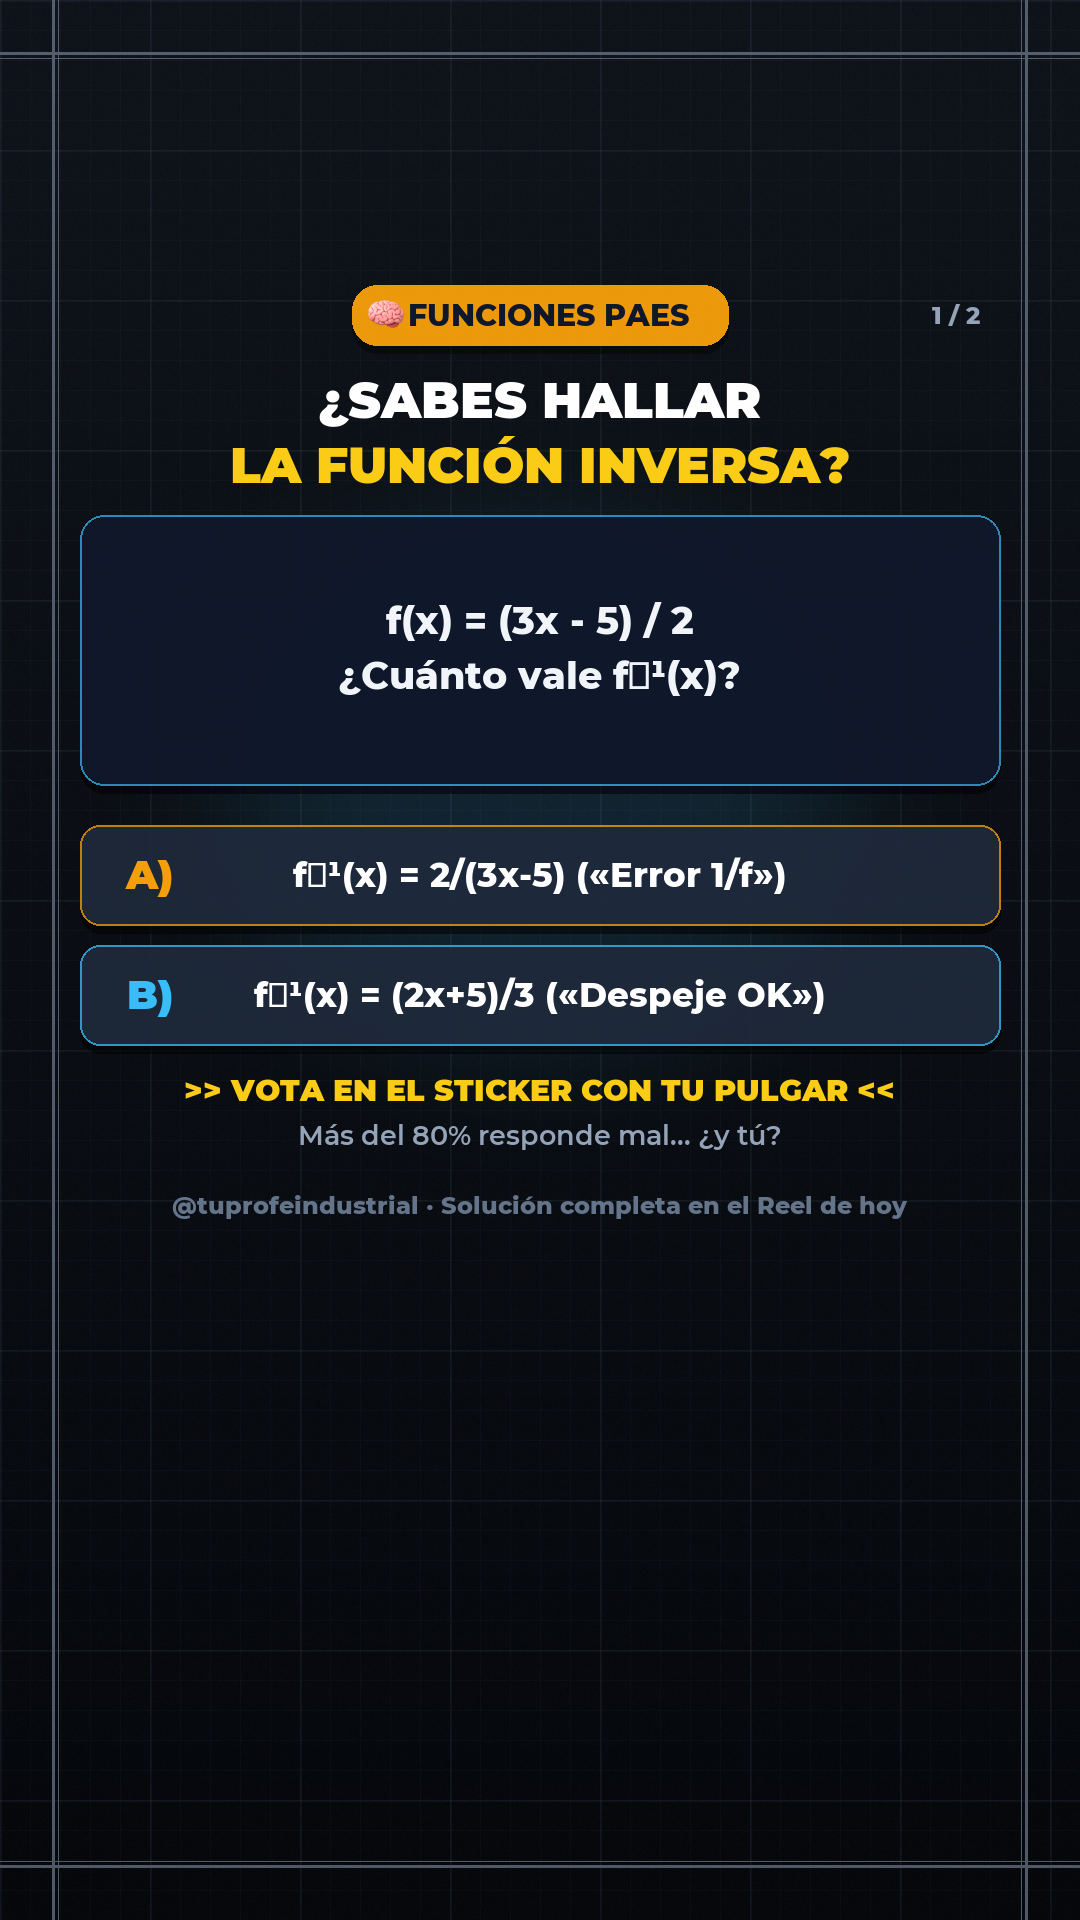 🧠FUNCIONES PAES
1 / 2
¿SABES HALLAR
LA FUNCIÓN INVERSA?
f(x) = (3x - 5) / 2
¿Cuánto vale f□¹(x)?
A) f□¹(x) = 2/(3x-5) («Error 1/f»)
B) f□¹(x) = (2x+5)/3 («Despeje OK»)
>> VOTA EN EL STICKER CON TU PULGAR <<
Más del 80% responde mal... ¿y tú?
@tuprofeindustrial · Solución completa en el Reel de hoy